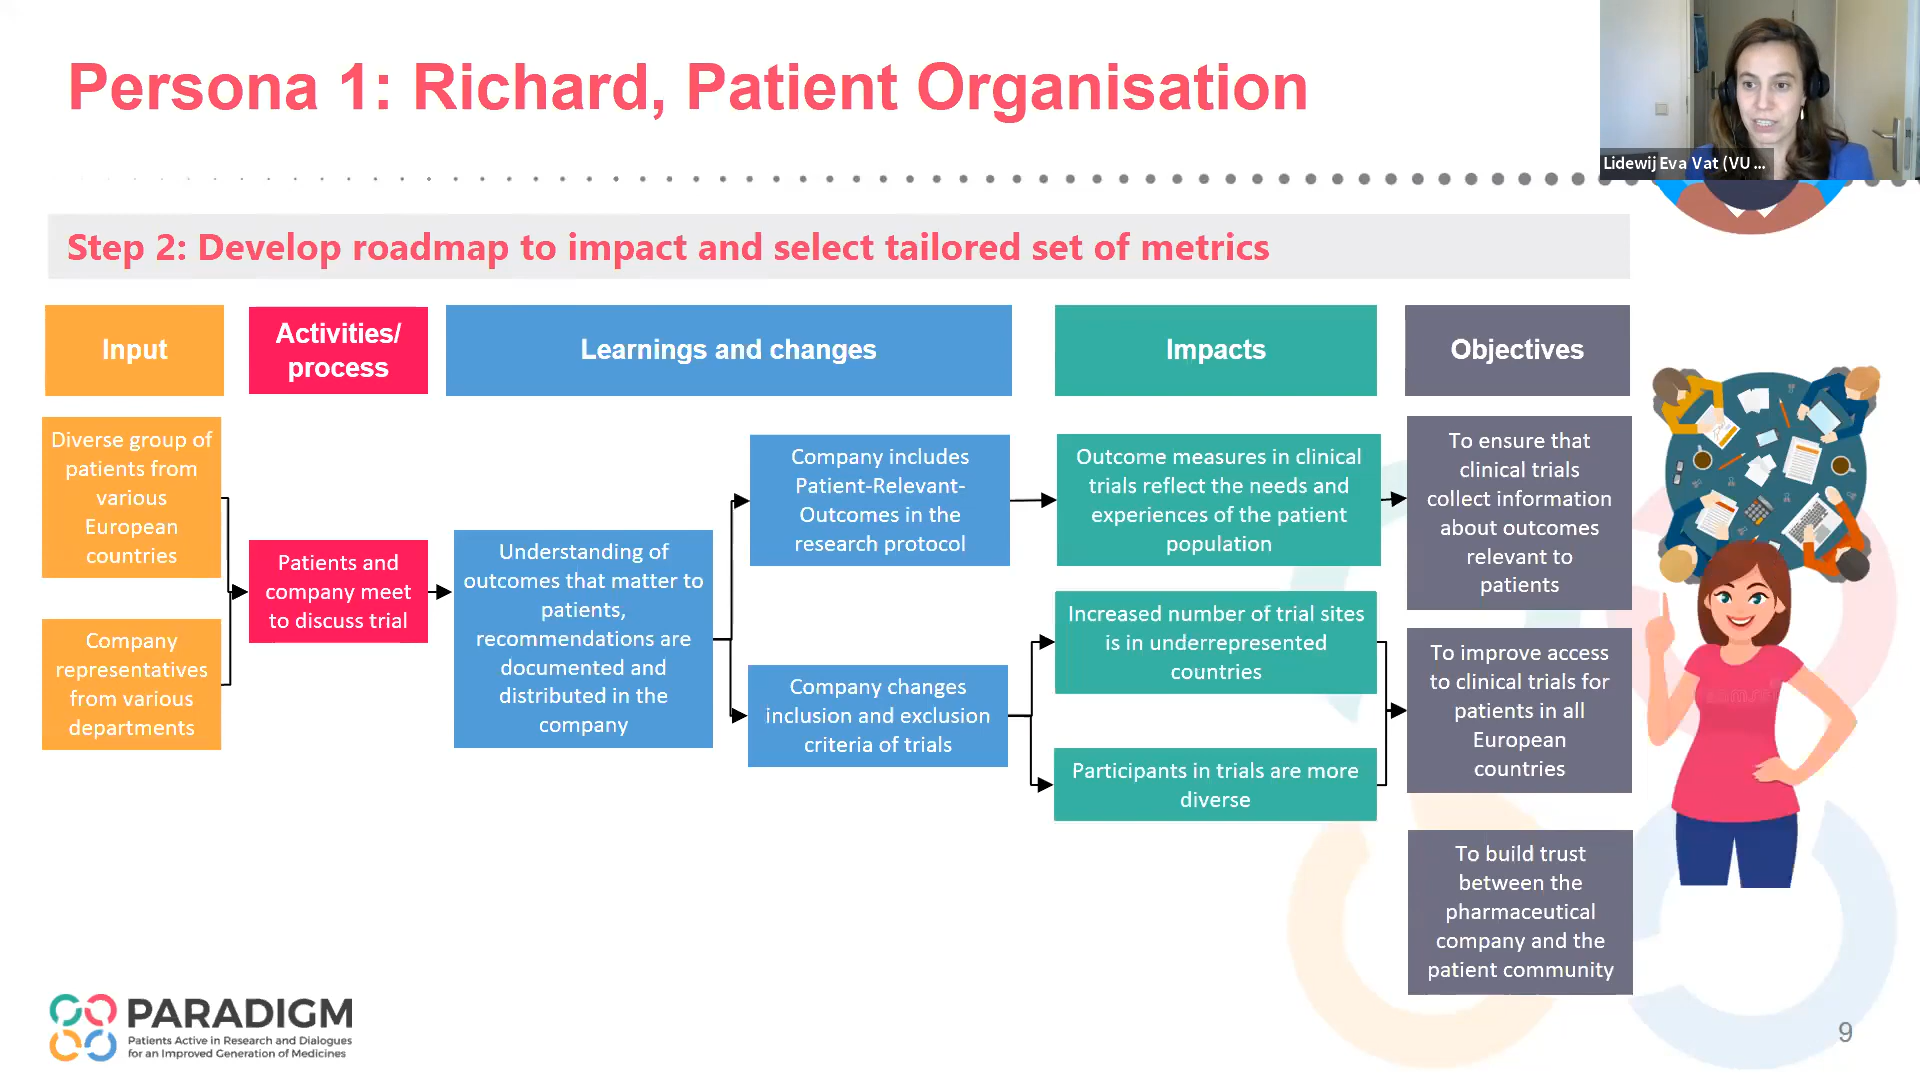 Persona 1: Richard, Patient Organisation
Lidewij Eva Vat (VU ...
Step 2: Develop roadmap to impact and select tailored set of metrics
Input
Activities/
process
Learnings and changes
Impacts
Objectives
Diverse group of
patients from
various
European
countries
Company
representatives
from various
departments
Patients and
company meet
to discuss trial
Understanding of
outcomes that matter to
patients,
recommendations are
documented and
distributed in the
company
Company includes
Patient-Relevant-
Outcomes in the
research protocol
Company changes
inclusion and exclusion
criteria of trials
Outcome measures in clinical
trials reflect the needs and
experiences of the patient
population
Increased number of trial sites
is in underrepresented
countries
Participants in trials are more
diverse
To ensure that
clinical trials
collect information
about outcomes
relevant to
patients
To improve access
to clinical trials for
patients in all
European
countries
To build trust
between the
pharmaceutical
company and the
patient community
PARADIGM
Patients Active in Research and Dialogues
for an Improved Generation of Medicines
9